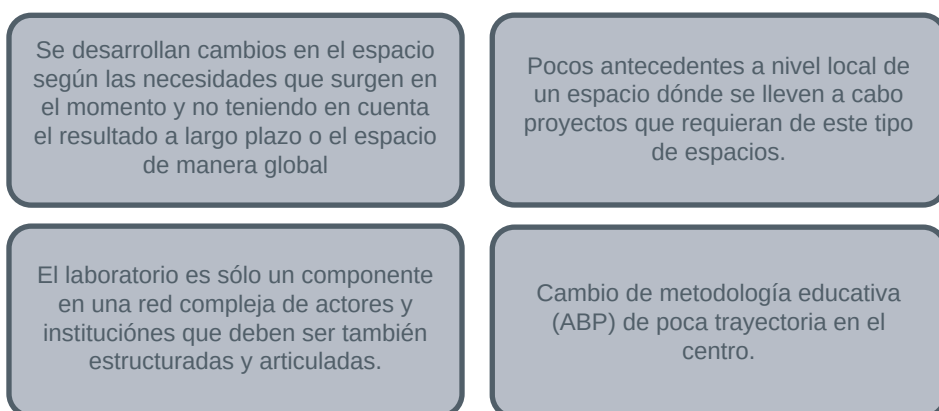 Se desarrollan cambios en el espacio
según las necesidades que surgen en
el momento y no teniendo en cuenta
el resultado a largo plazo o el espacio
de manera global
Pocos antecedentes a nivel local de
un espacio dónde se lleven a cabo
proyectos que requieran de este tipo
de espacios.
El laboratorio es sólo un componente
en una red compleja de actores y
instituciónes que deben ser también
estructuradas y articuladas.
Cambio de metodología educativa
(ABP) de poca trayectoria en el
centro.